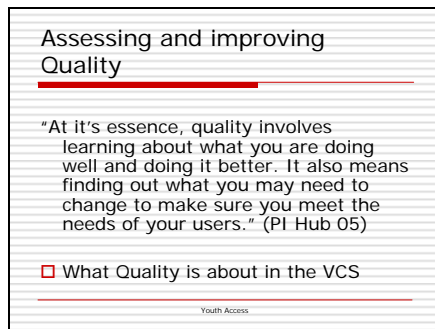 Assessing and improving
Quality
"At it's essence, quality involves
learning about what you are doing
well and doing it better. It also means
finding out what you may need to
change to make sure you meet the
needs of your users." (PI Hub 05)
What Quality is about in the VCS
Youth Access